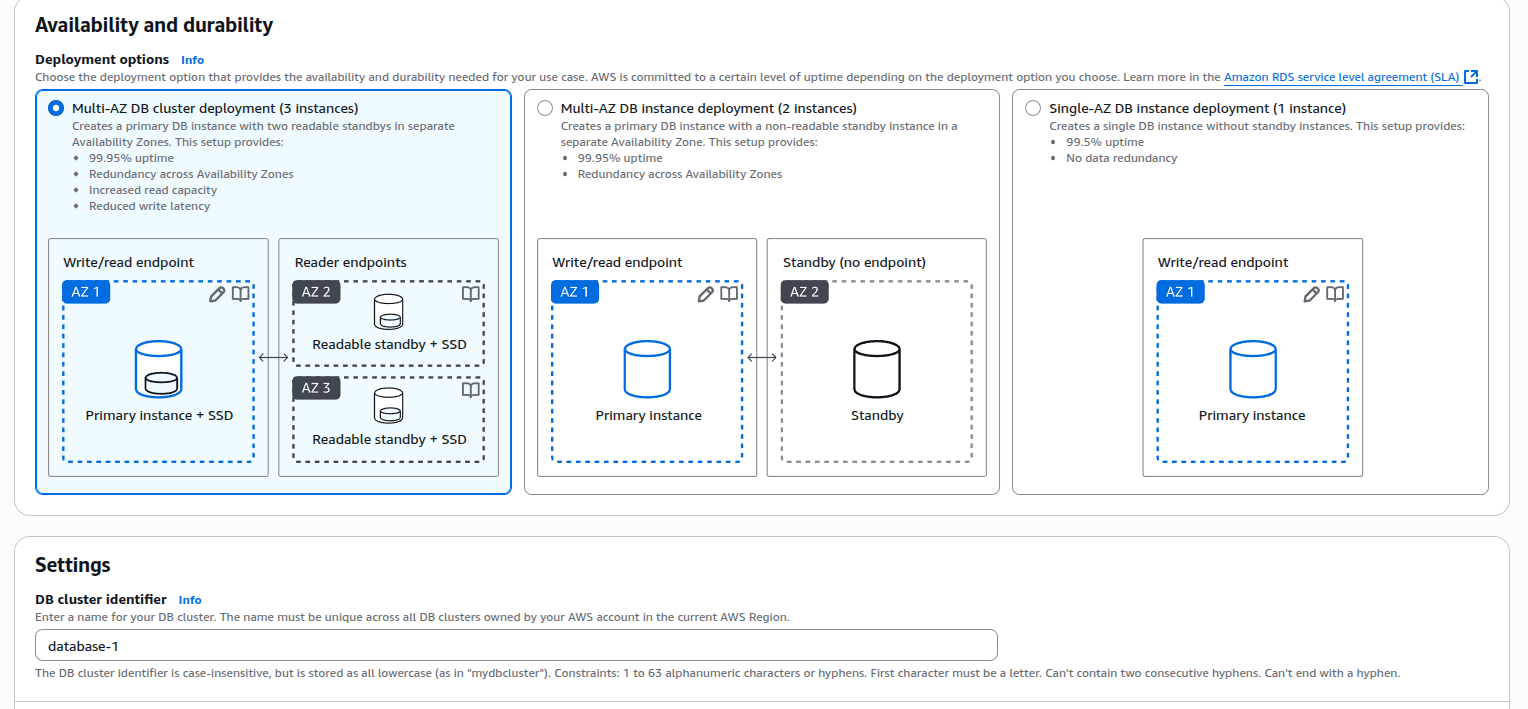 Availability and durability
Deployment options Info
Choose the deployment option that provides the availability and durability needed for your use case. AWS is committed to a certain level of uptime depending on the deployment option you choose. Learn more in the Amazon RDS service level agreement (SLA).
Multi-AZ DB cluster deployment (3 instances)
Creates a primary DB instance with two readable standbys in separate
Availability Zones. This setup provides:
• 99.95% uptime
• Redundancy across Availability Zones
• Increased read capacity
• Reduced write latency
Write/read endpoint
AZ 1
Primary instance + SSD
Reader endpoints
AZ 2
Readable standby + SSD
AZ 3
Readable standby + SSD
Multi-AZ DB instance deployment (2 instances)
Creates a primary DB instance with a non-readable standby instance in a
separate Availability Zone. This setup provides:
• 99.95% uptime
• Redundancy across Availability Zones
Write/read endpoint
AZ 1
Primary instance
Standby (no endpoint)
AZ 2
Standby
Single-AZ DB instance deployment (1 instance)
Creates a single DB instance without standby instances. This setup provides:
• 99.5% uptime
• No data redundancy
Write/read endpoint
AZ 1
Primary instance
Settings
DB cluster identifier Info
Enter a name for your DB cluster. The name must be unique across all DB clusters owned by your AWS account in the current AWS Region.
database-1
The DB cluster identifier is case-insensitive, but is stored as all lowercase (as in "mydbcluster"). Constraints: 1 to 63 alphanumeric characters or hyphens. First character must be a letter. Can't contain two consecutive hyphens. Can't end with a hyphen.